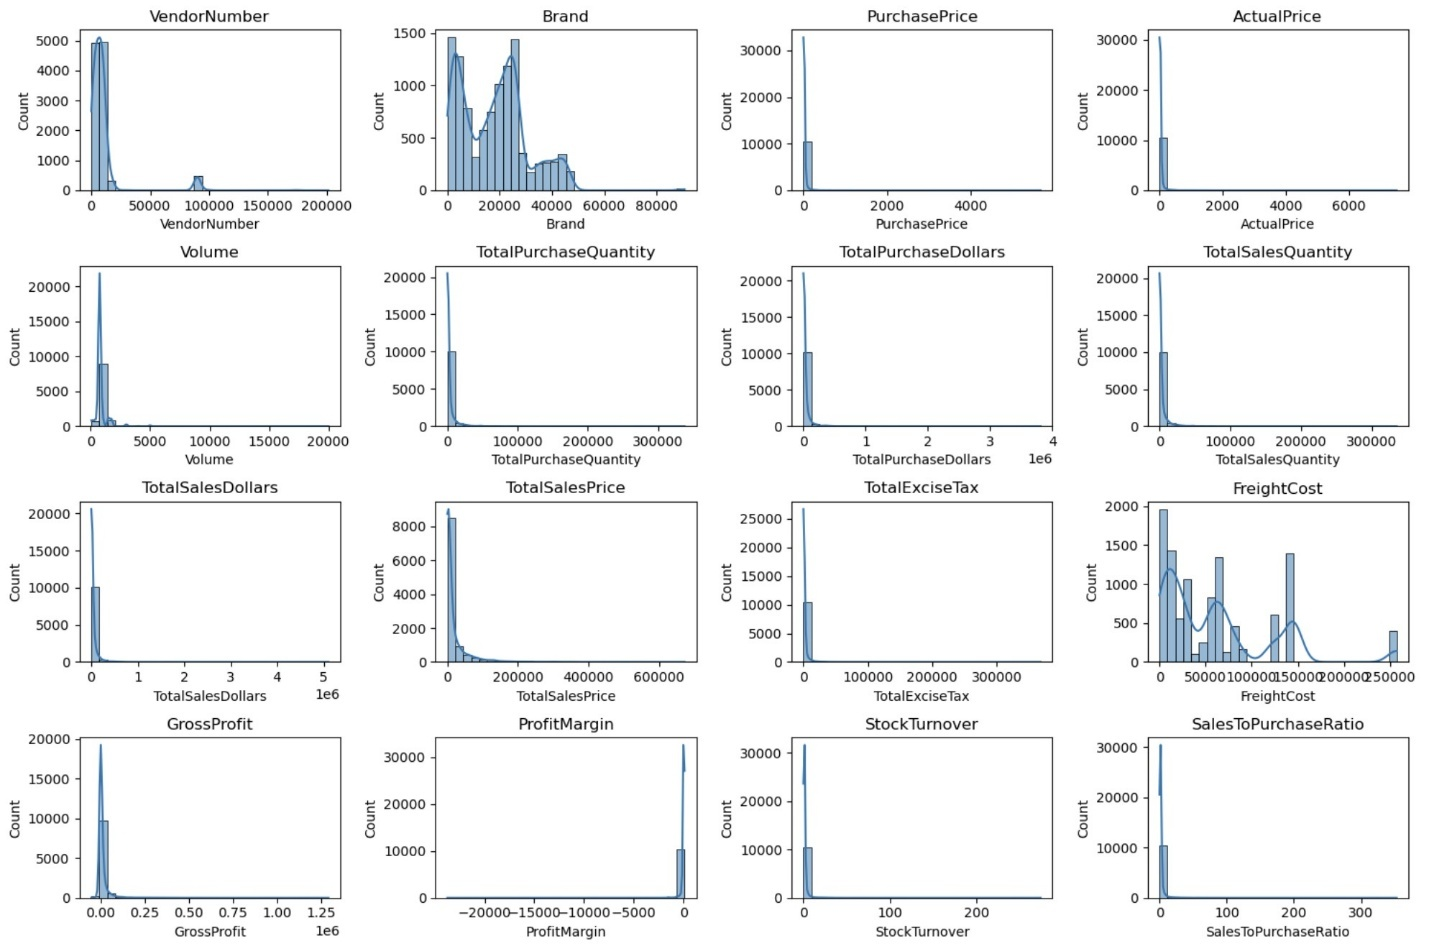 VendorNumber
Brand
PurchasePrice
ActualPrice
5000
4000
3000
2000
1000
0
Count
0 50000 100000 150000 200000
VendorNumber
1500
1000
500
0
Count
0 20000 40000 60000 80000
Brand
30000
20000
10000
0
Count
0 2000 4000
PurchasePrice
30000
20000
10000
0
Count
0 2000 4000 6000
ActualPrice
Volume
TotalPurchaseQuantity
TotalPurchaseDollars
TotalSalesQuantity
20000
15000
10000
5000
0
Count
0 5000 10000 15000 20000
Volume
20000
15000
10000
5000
0
Count
0 100000 200000 300000
TotalPurchaseQuantity
20000
15000
10000
5000
0
Count
0 1 2 3 4
1e6
TotalPurchaseDollars
20000
15000
10000
5000
0
Count
0 100000 200000 300000
TotalSalesQuantity
TotalSalesDollars
TotalSalesPrice
TotalExciseTax
FreightCost
20000
15000
10000
5000
0
Count
0 1 2 3 4 5
1e6
TotalSalesDollars
8000
6000
4000
2000
0
Count
0 200000 400000 600000
TotalSalesPrice
25000
20000
15000
10000
5000
0
Count
0 100000 200000 300000
TotalExciseTax
2000
1500
1000
500
0
Count
0 50000 100000 150000 200000 250000
FreightCost
GrossProfit
ProfitMargin
StockTurnover
SalesToPurchaseRatio
20000
15000
10000
5000
0
Count
0.00 0.25 0.50 0.75 1.00 1.25
1e6
GrossProfit
30000
20000
10000
0
Count
−20000 −15000 −10000 −5000 0
ProfitMargin
30000
20000
10000
0
Count
0 100 200
StockTurnover
30000
20000
10000
0
Count
0 100 200 300
SalesToPurchaseRatio